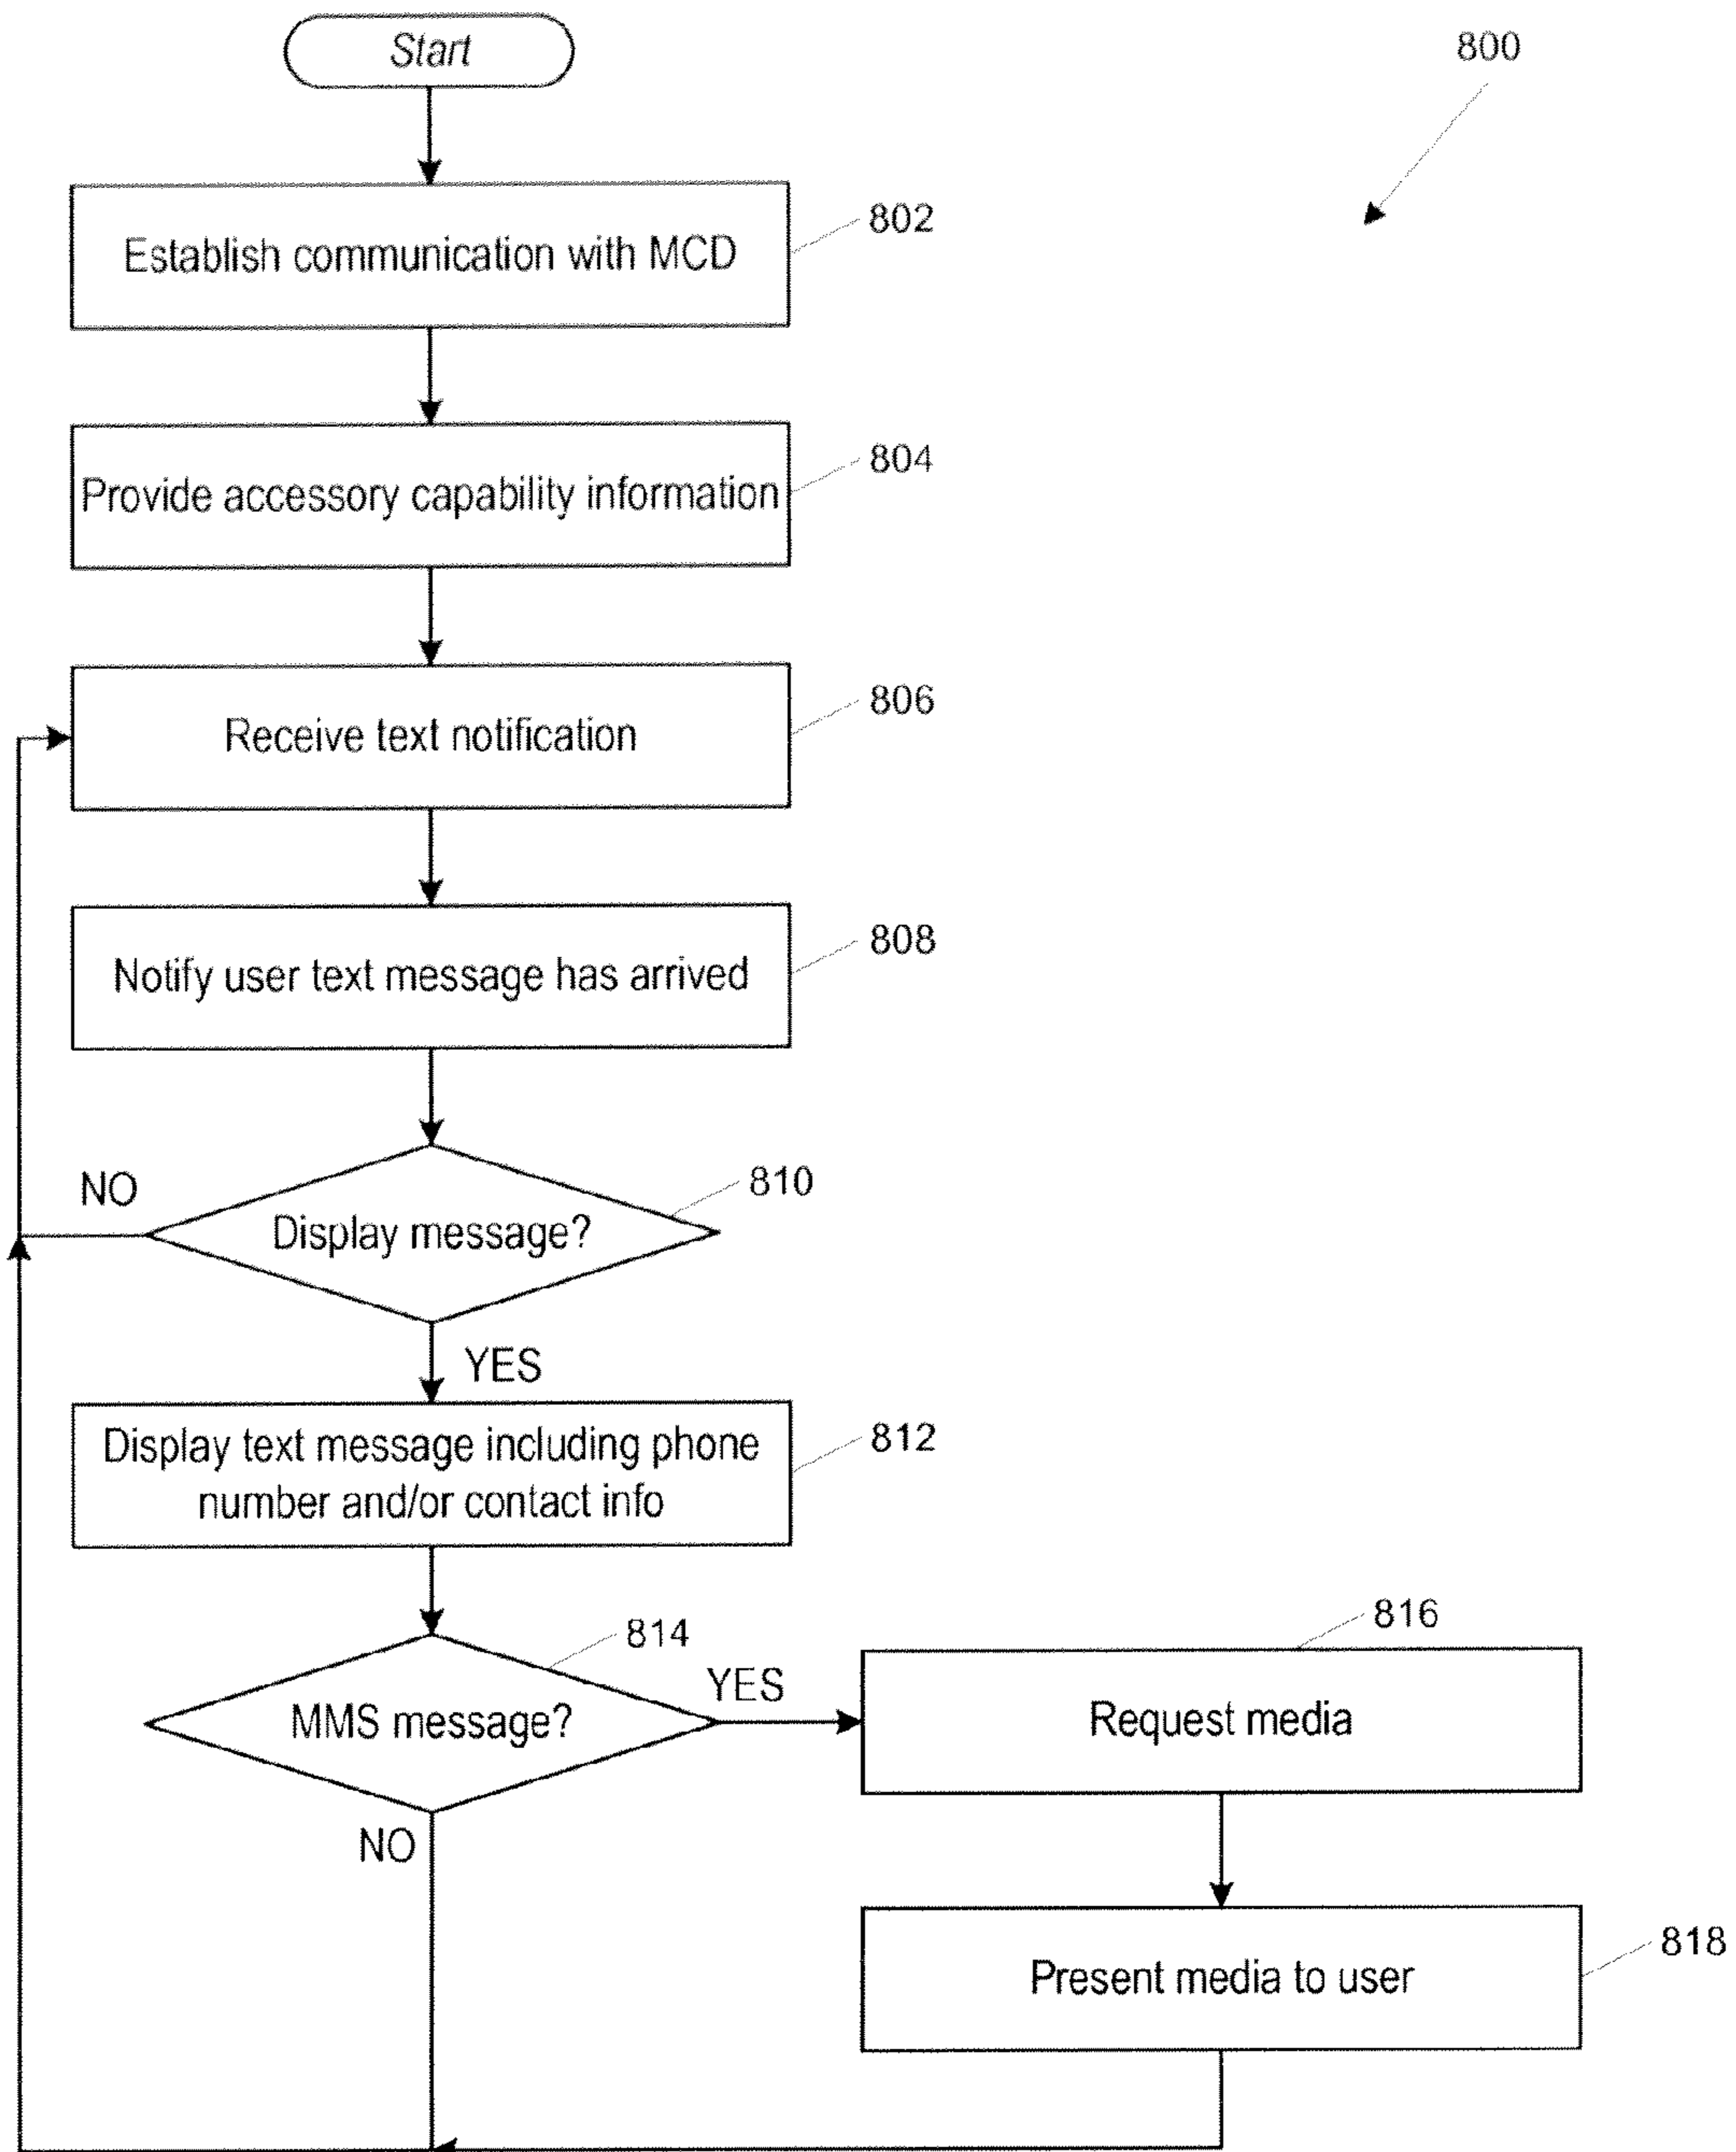 Start
800
802
Establish communication with MCD
804
Provide accessory capability information
806
Receive text notification
808
Notify user text message has arrived
810
NO
Display message?
YES
Display text message including phone
number and/or contact info
812
814
816
YES
MMS message?
Request media
NO
818
Present media to user